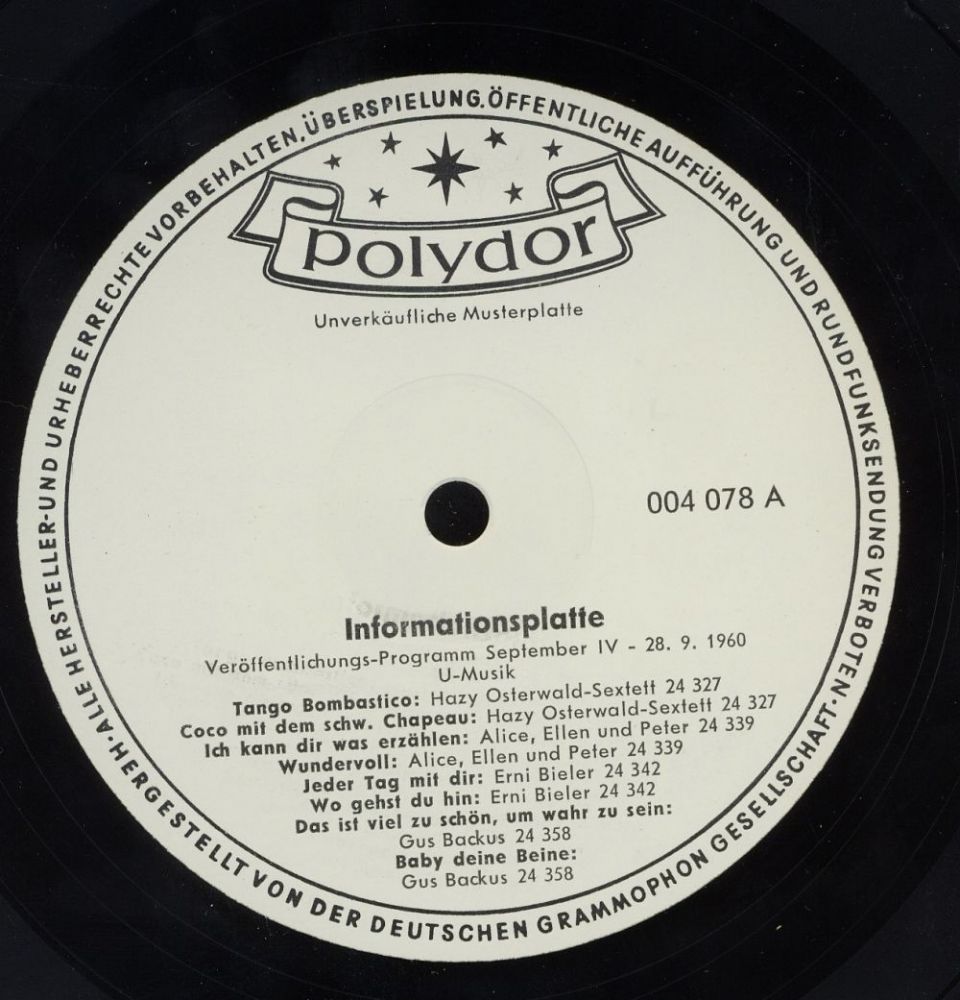 ALLE HERSTELLER-UND URHEBERRECHTE VORBEHALTEN. ÜBERSPIELUNG. ÖFFENTLICHE AUFFÜHRUNG UND RUNDFUNKSENDUNG VERBOTEN · HERGESTELLT VON DER DEUTSCHEN GRAMMOPHON GESELLSCHAFT ·
polydor
Unverkäufliche Musterplatte
004 078 A
Informationsplatte
Veröffentlichungs-Programm September IV - 28. 9. 1960
U-Musik
Tango Bombastico: Hazy Osterwald-Sextett 24 327
Coco mit dem schw. Chapeau: Hazy Osterwald-Sextett 24 327
Ich kann dir was erzählen: Alice, Ellen und Peter 24 339
Wundervoll: Alice, Ellen und Peter 24 339
Jeder Tag mit dir: Erni Bieler 24 342
Wo gehst du hin: Erni Bieler 24 342
Das ist viel zu schön, um wahr zu sein:
Gus Backus 24 358
Baby deine Beine:
Gus Backus 24 358